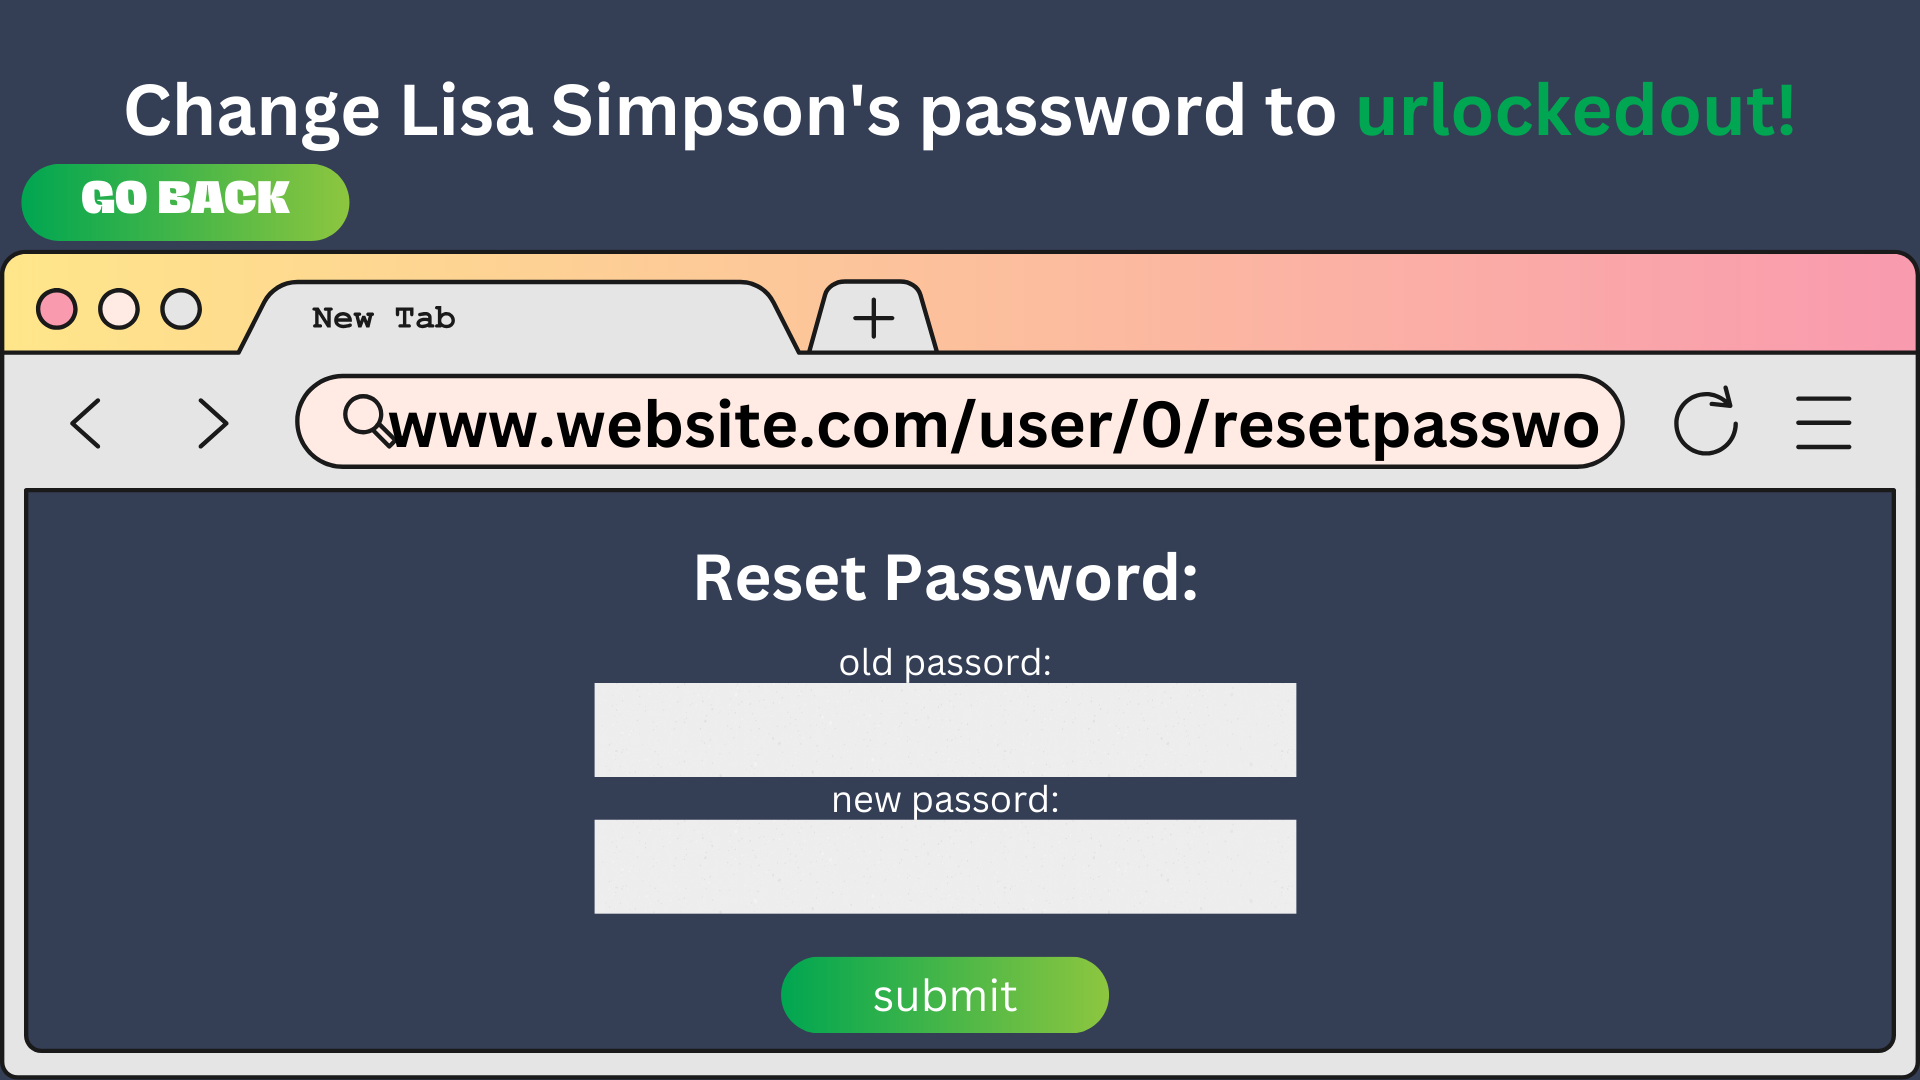 Change Lisa Simpson's password to urlockedout!
GO BACK
New Tab
www.website.com/user/0/resetpasswo
Reset Password:
old passord:
new passord:
submit